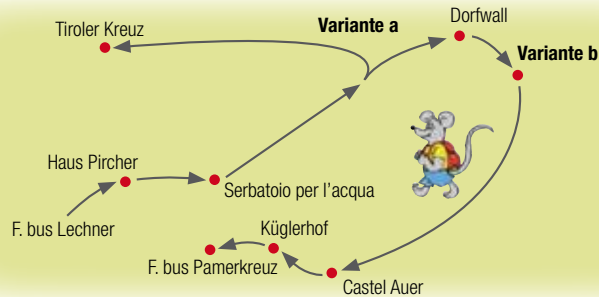 Dorfwall
Tiroler Kreuz
Variante a
Variante b
Haus Pircher
Serbatoio per l'acqua
F. bus Lechner
Küglerhof
F. bus Pamerkreuz
Castel Auer